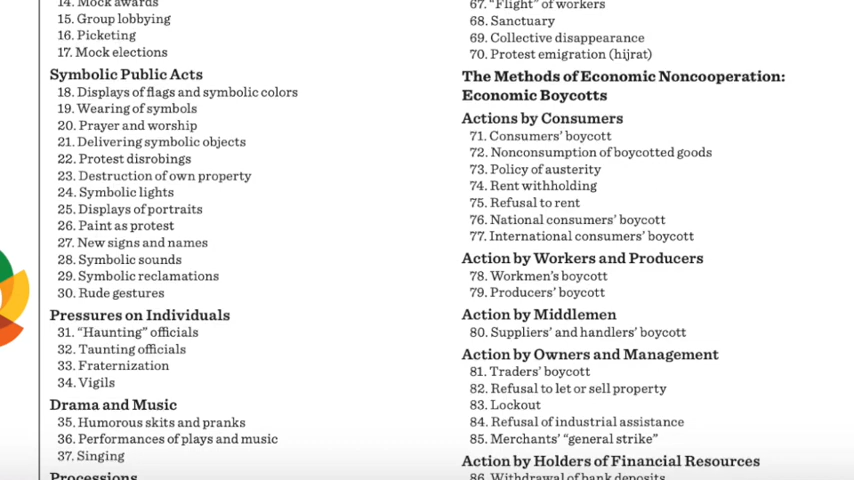 14. Mock awards
15. Group lobbying
16. Picketing
17. Mock elections
Symbolic Public Acts
18. Displays of flags and symbolic colors
19. Wearing of symbols
20. Prayer and worship
21. Delivering symbolic objects
22. Protest disrobings
23. Destruction of own property
24. Symbolic lights
25. Displays of portraits
26. Paint as protest
27. New signs and names
28. Symbolic sounds
29. Symbolic reclamations
30. Rude gestures
Pressures on Individuals
31. “Haunting” officials
32. Taunting officials
33. Fraternization
34. Vigils
Drama and Music
35. Humorous skits and pranks
36. Performances of plays and music
37. Singing
Processions
67. “Flight” of workers
68. Sanctuary
69. Collective disappearance
70. Protest emigration (hijrat)
The Methods of Economic Noncooperation:
Economic Boycotts
Actions by Consumers
71. Consumers’ boycott
72. Nonconsumption of boycotted goods
73. Policy of austerity
74. Rent withholding
75. Refusal to rent
76. National consumers’ boycott
77. International consumers’ boycott
Action by Workers and Producers
78. Workmen’s boycott
79. Producers’ boycott
Action by Middlemen
80. Suppliers’ and handlers’ boycott
Action by Owners and Management
81. Traders’ boycott
82. Refusal to let or sell property
83. Lockout
84. Refusal of industrial assistance
85. Merchants’ “general strike”
Action by Holders of Financial Resources
86. Withdrawal of bank deposits